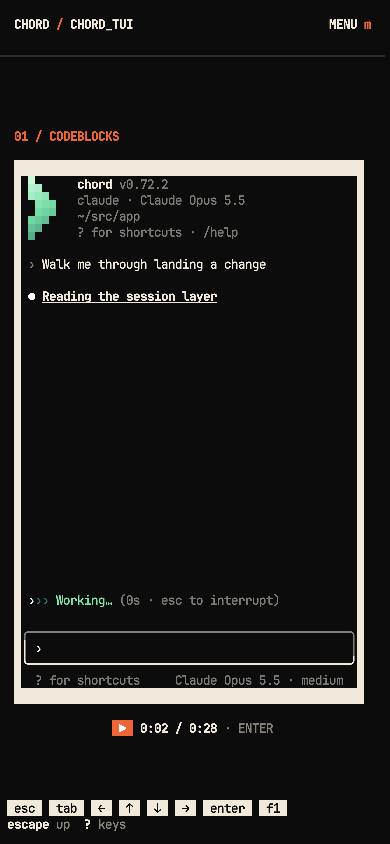 CHORD / CHORD_TUI MENU m
01 / CODEBLOCKS
chord v0.72.2
claude · Claude Opus 5.5
~/src/app
? for shortcuts · /help
› Walk me through landing a change
● Reading the session layer
››› Working… (0s · esc to interrupt)
›
? for shortcuts Claude Opus 5.5 · medium
▶ 0:02 / 0:28 · ENTER
esc tab ← ↑ ↓ → enter f1
escape up ? keys